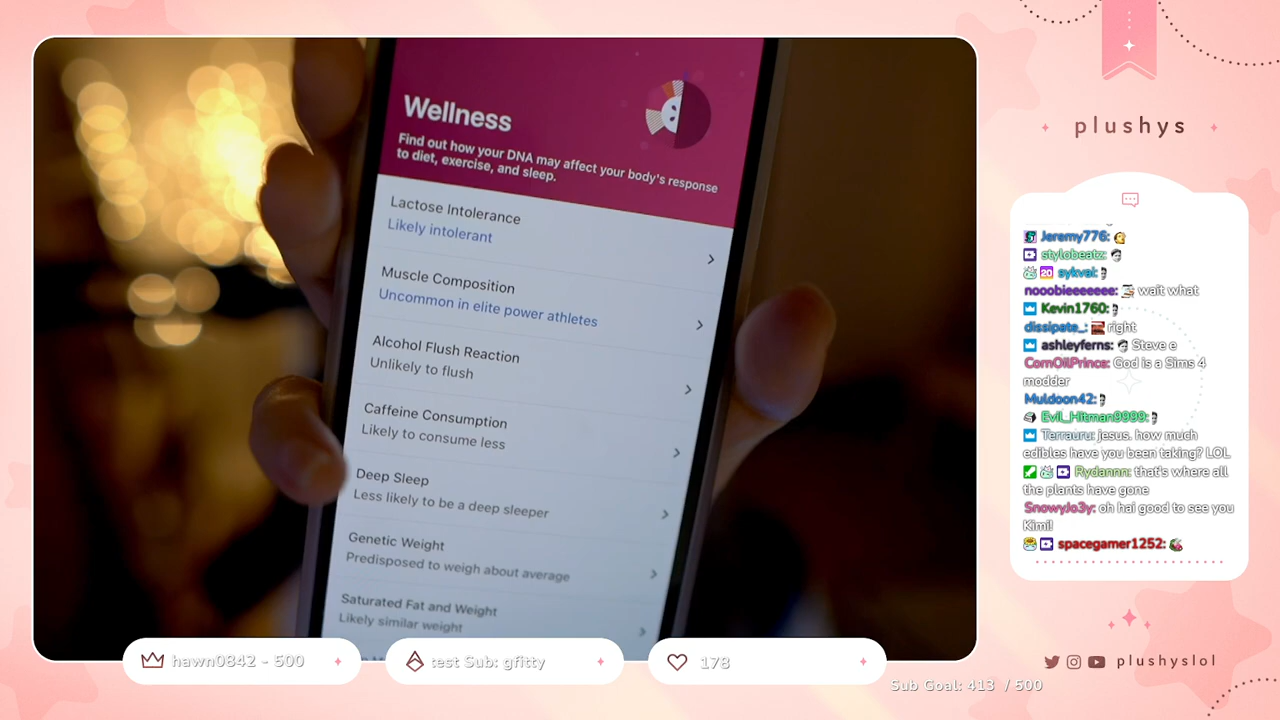 Wellness
Find out how your DNA may affect your body's response
to diet, exercise, and sleep.
Lactose Intolerance
Likely intolerant
Muscle Composition
Uncommon in elite power athletes
Alcohol Flush Reaction
Unlikely to flush
Caffeine Consumption
Likely to consume less
Deep Sleep
Less likely to be a deep sleeper
Genetic Weight
Predisposed to weigh about average
Saturated Fat and Weight
Likely similar weight
hawn0842 - 500
test Sub: gfitty
178
Sub Goal: 413 / 500
plushys
Jeremy776:
stylobeatz:
20 sykvai:
nooobieeeeeee: wait what
Kevin1760:
dissipate_: right
ashleyferns: Steve e
CornOilPrince: God is a Sims 4
modder
Muldoon42:
Evil_Hitman9999:
Terrauru: jesus. how much
edibles have you been taking? LOL
Rydannn: that's where all
the plants have gone
SnowyJo3y: oh hai good to see you
Kimi!
spacegamer1252:
plushyslol